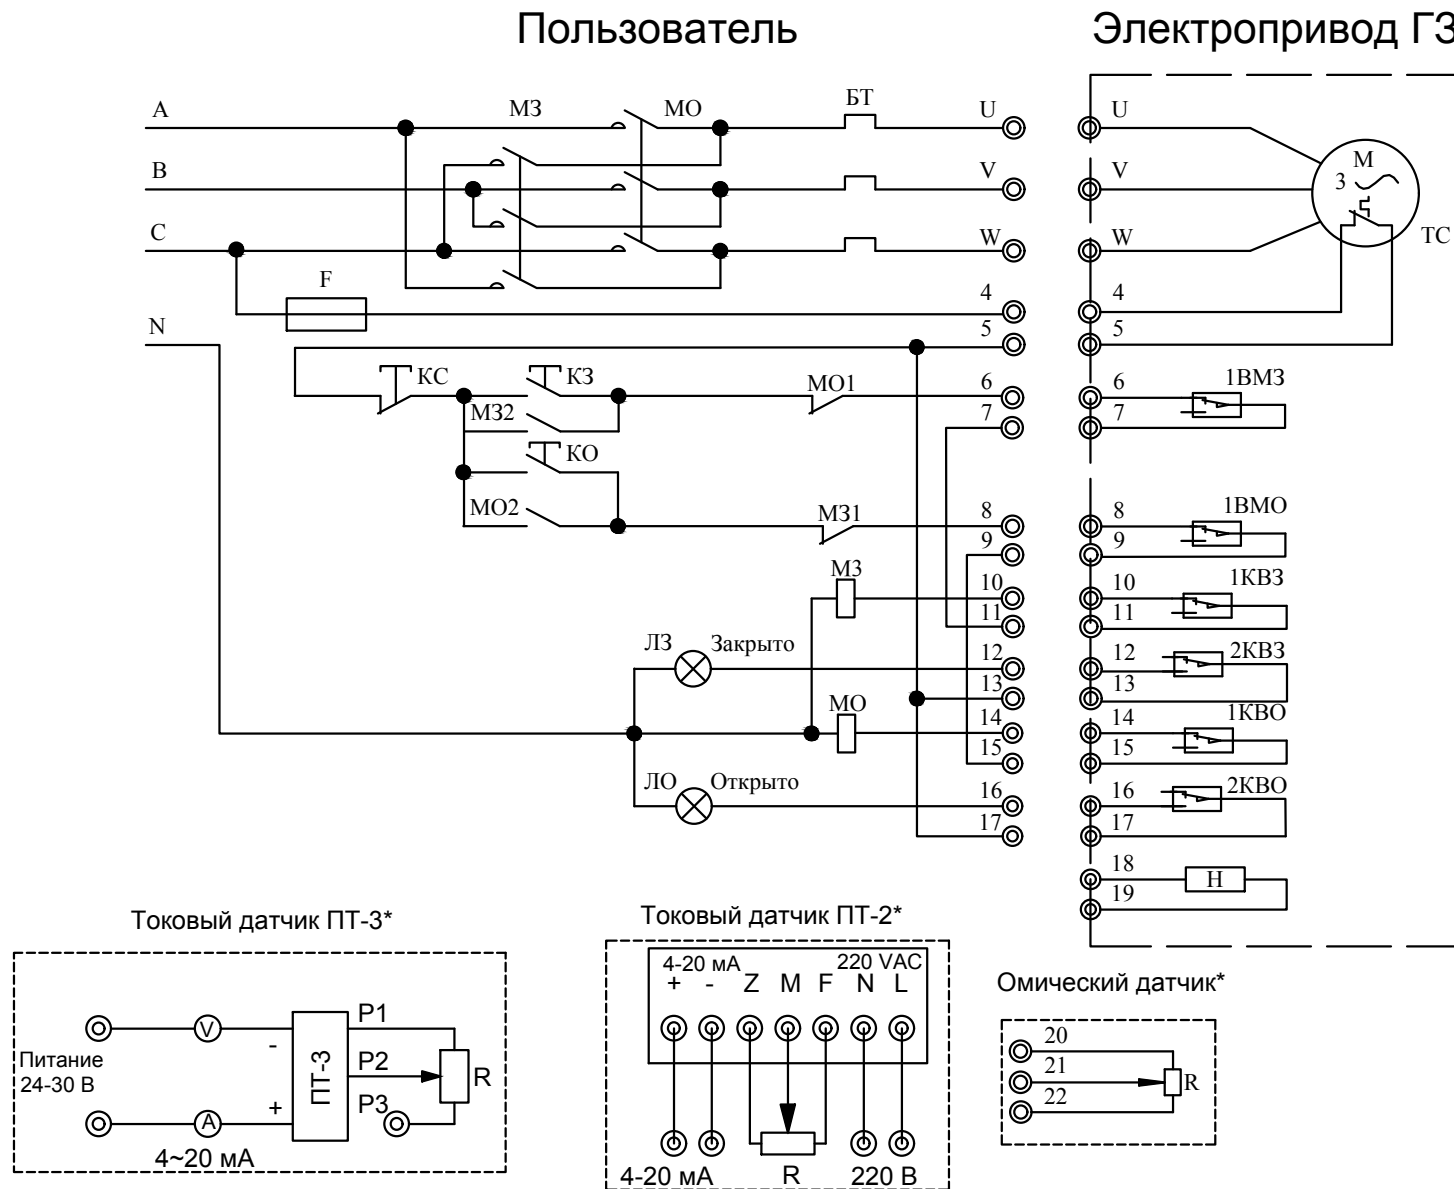 Пользователь
Электропривод ГЗ
A
МЗ
МО
БТ
U
U
B
V
V
М
3
C
W
W
ТС
F
4
4
N
5
5
КС
КЗ
МО1
6
6
1ВМЗ
МЗ2
7
7
КО
МО2
МЗ1
8
8
1ВМО
9
9
МЗ
10
10
1КВЗ
11
11
ЛЗ
Закрыто
12
12
2КВЗ
13
13
МО
14
14
1КВО
15
15
ЛО
Открыто
16
16
2КВО
17
17
18
Н
19
Токовый датчик ПТ-3*
P1
V
-
Питание
24-30 В
ПТ-3
P2
R
+
P3
A
4~20 мА
Токовый датчик ПТ-2*
4-20 мА
220 VAC
+ - Z M F N L
4-20 мА
R
220 В
Омический датчик*
20
21
R
22